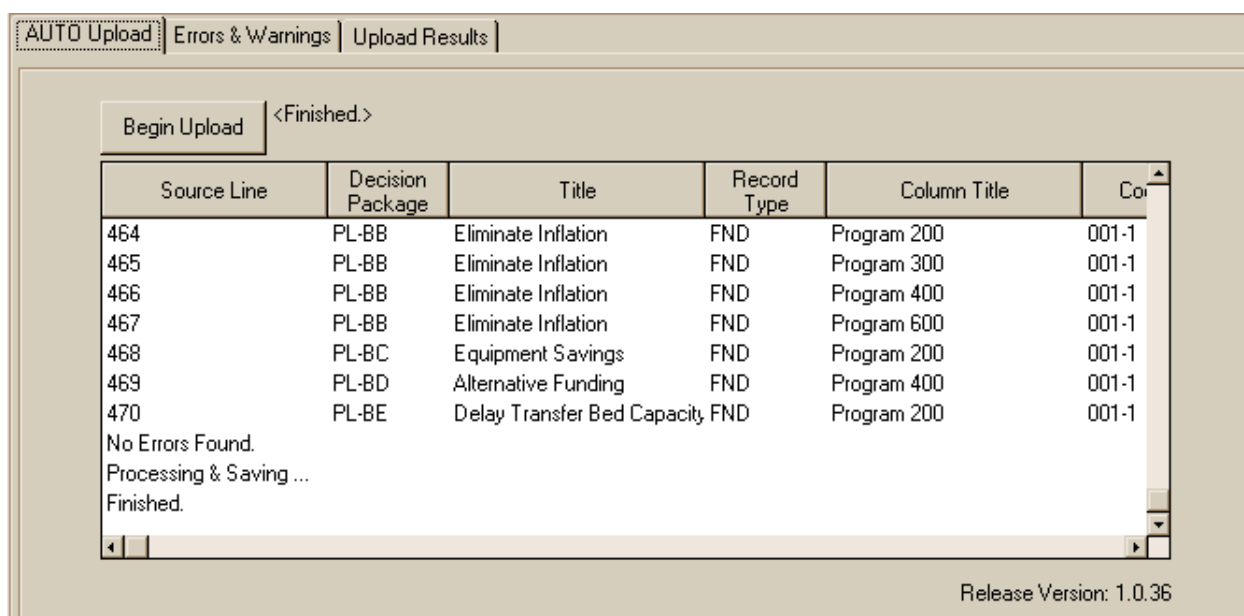 AUTO Upload Errors & Warnings Upload Results
Begin Upload <Finished.>
Source Line Decision Package Title Record Type Column Title Co
464 PL-BB Eliminate Inflation FND Program 200 001-1
465 PL-BB Eliminate Inflation FND Program 300 001-1
466 PL-BB Eliminate Inflation FND Program 400 001-1
467 PL-BB Eliminate Inflation FND Program 600 001-1
468 PL-BC Equipment Savings FND Program 200 001-1
469 PL-BD Alternative Funding FND Program 400 001-1
470 PL-BE Delay Transfer Bed Capacity FND Program 200 001-1
No Errors Found.
Processing & Saving ...
Finished.
Release Version: 1.0.36